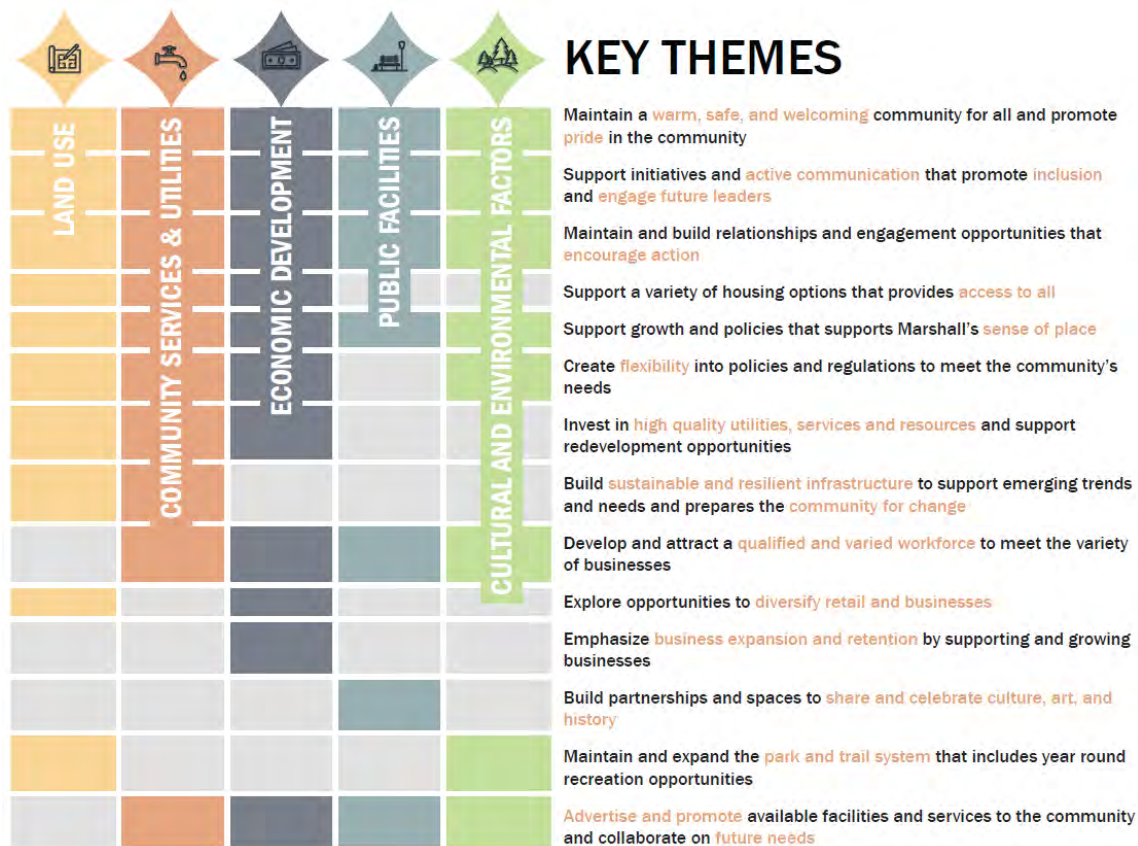 KEY THEMES
LAND USE
COMMUNITY SERVICES & UTILITIES
ECONOMIC DEVELOPMENT
PUBLIC FACILITIES
CULTURAL AND ENVIRONMENTAL FACTORS
Maintain a warm, safe, and welcoming community for all and promote
pride in the community
Support initiatives and active communication that promote inclusion
and engage future leaders
Maintain and build relationships and engagement opportunities that
encourage action
Support a variety of housing options that provides access to all
Support growth and policies that supports Marshall's sense of place
Create flexibility into policies and regulations to meet the community's
needs
Invest in high quality utilities, services and resources and support
redevelopment opportunities
Build sustainable and resilient infrastructure to support emerging trends
and needs and prepares the community for change
Develop and attract a qualified and varied workforce to meet the variety
of businesses
Explore opportunities to diversify retail and businesses
Emphasize business expansion and retention by supporting and growing
businesses
Build partnerships and spaces to share and celebrate culture, art, and
history
Maintain and expand the park and trail system that includes year round
recreation opportunities
Advertise and promote available facilities and services to the community
and collaborate on future needs